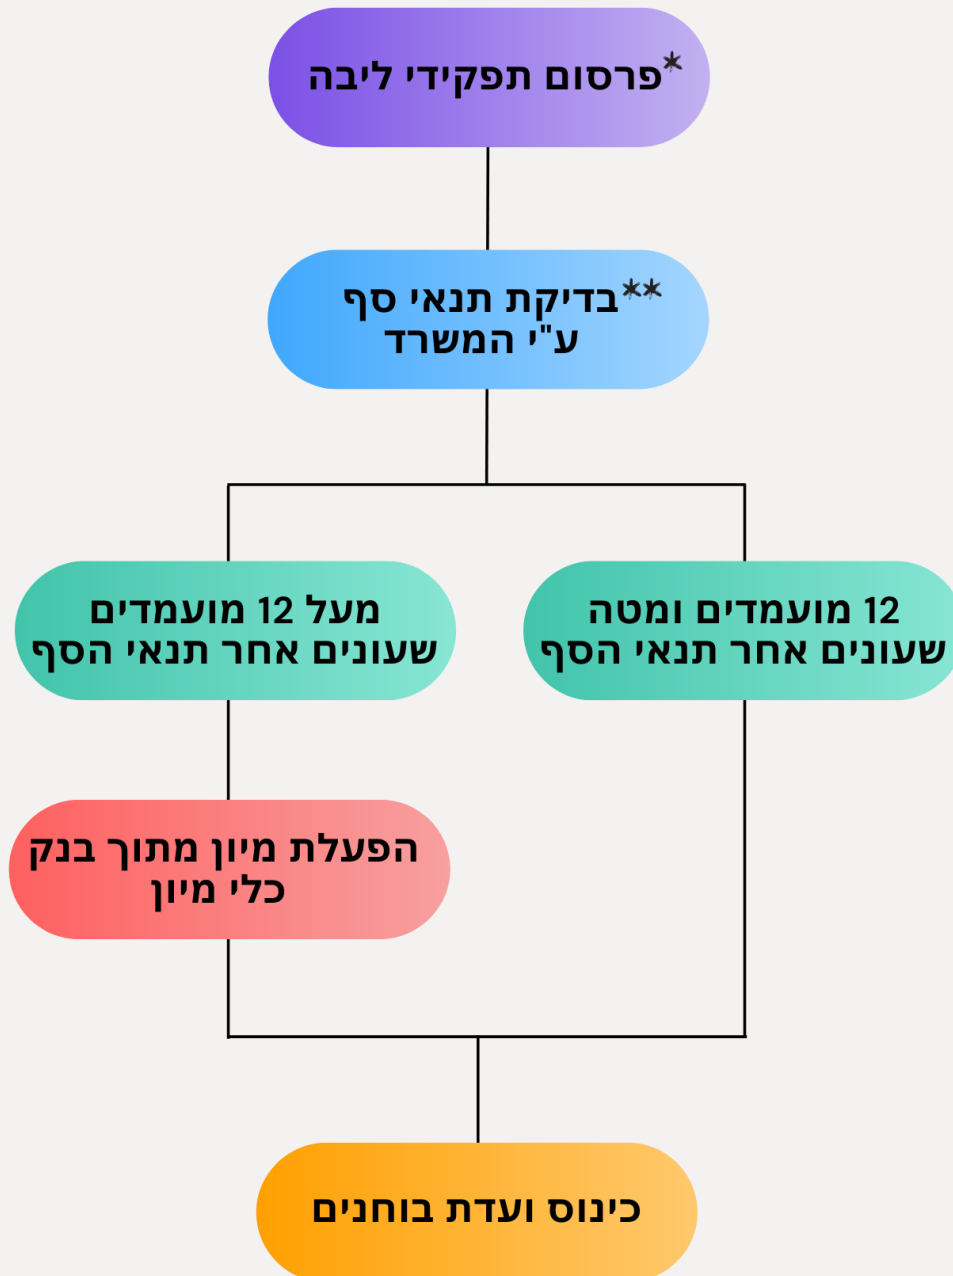 *פרסום תפקידי ליבה
**בדיקת תנאי סף
ע"י המשרד
12 מועמדים ומטה
שעונים אחר תנאי הסף
מעל 12 מועמדים
שעונים אחר תנאי הסף
הפעלת מיון מתוך בנק
כלי מיון
כינוס ועדת בוחנים